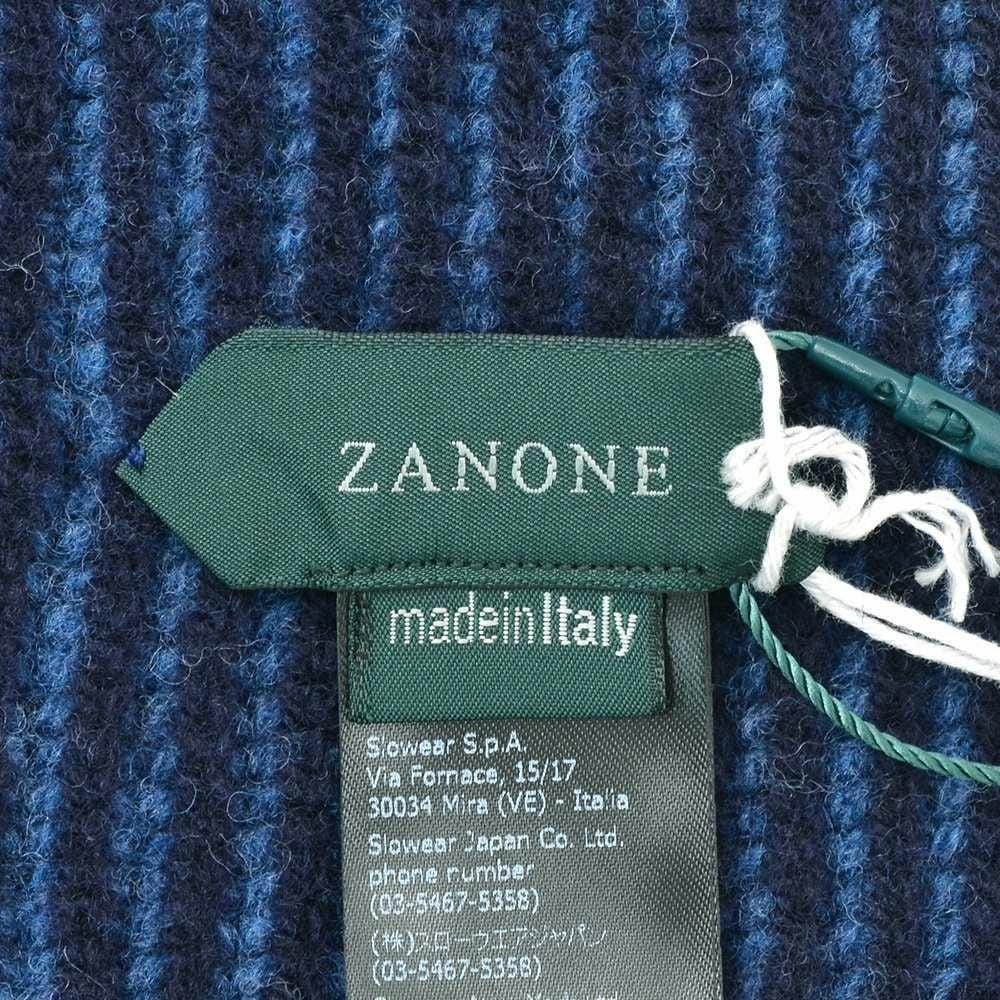 ZANONE
madeinItaly
Slowear S.p.A.
Via Fornace, 15/17
30034 Mira (VE) - Italia
Slowear Japan Co. Ltd.
phone number
(03-5467-5358)
(株)スローウエアジャパン
(03-5467-5358)